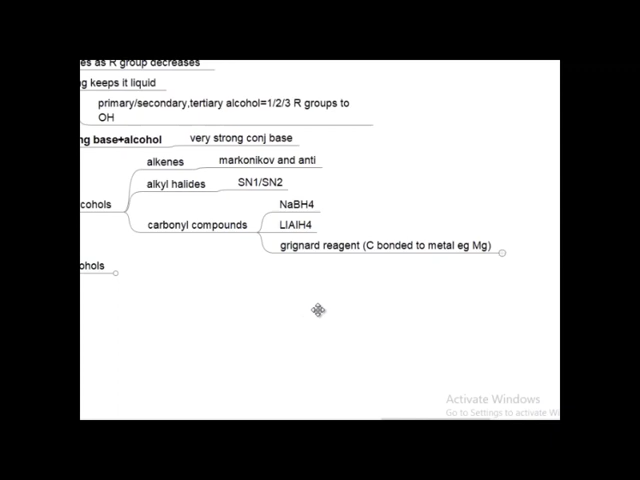 es as R group decreases
ng keeps it liquid
primary/secondary,tertiary alcohol=1/2/3 R groups to
OH
ng base+alcohol very strong conj base
alkenes markonikov and anti
alkyl halides SN1/SN2
cohols
carbonyl compounds
NaBH4
LIAlH4
grignard reagent (C bonded to metal eg Mg)
ohols
Activate Windows
Go to Settings to activate Wi